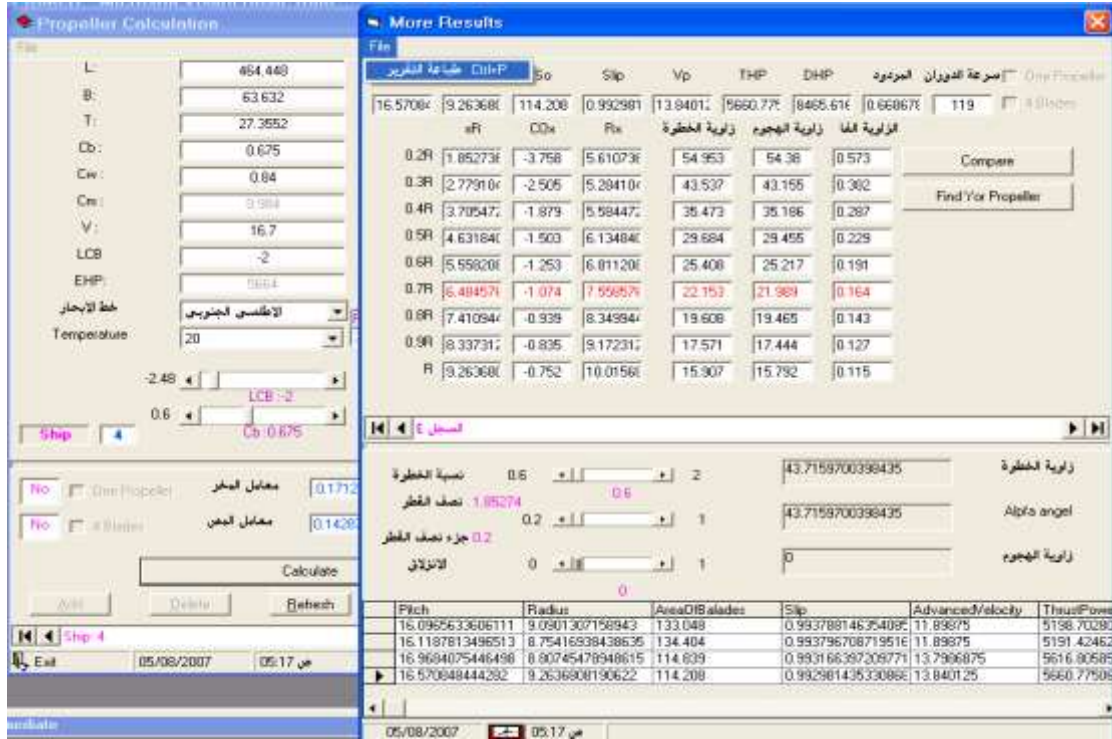 Propeller Calculation
File
L: 464.448
B: 63.632
T: 27.3552
Cb: 0.675
Cw: 0.84
Cm: 0.984
V: 16.7
LCB -2
EHP: 5664
خط الابحار الاطلسي الجنوبي
Temperature 20
-2.48
LCB :-2
0.6
Cb :0.675
Ship 4
No One Propeller معامل المخر 0.1712
No 4 Blades 0.1428
Calculate
Add Delete Refresh
Ship: 4
Exit 05/08/2007 05:17 ص
More Results
File
طباعة التقرير Ctrl+P
So Slip Vp THP DHP المردود سرعة الدوران One Propeller
16.57084 9.263680 114.208 0.992981 13.84012 5660.775 8465.616 0.668678 119 4 Blades
xR COx Rx زاوية الخطوة زاوية الهجوم الزاوية الفا
0.2R 1.852736 -3.758 5.610736 54.953 54.38 0.573
0.3R 2.779104 -2.505 5.284104 43.537 43.155 0.382
0.4R 3.705472 -1.879 5.584472 35.473 35.186 0.287
0.5R 4.631840 -1.503 6.134840 29.684 29.455 0.229
0.6R 5.558208 -1.253 6.811208 25.408 25.217 0.191
0.7R 6.484576 -1.074 7.558576 22.153 21.989 0.164
0.8R 7.410944 -0.939 8.349944 19.608 19.465 0.143
0.9R 8.337312 -0.835 9.172312 17.571 17.444 0.127
R 9.263680 -0.752 10.01568 15.907 15.792 0.115
Compare
Find Yor Propeller
السجل E
نسبة الخطوة 0.6 2
0.6
1.85274 نصف القطر
0.2 1
0.2 جزء نصف القطر
الانزلاق 0 1
0
43.7159700398435 زاوية الخطوة
43.7159700398435 Alpfa angel
0 زاوية الهجوم
Pitch Radius AreaOfBalades Slip AdvancedVelocity ThrustPowe
16.0965633606111 9.0901307158943 133.048 0.993788146354085 11.89875 5198.70280
16.1187813496513 8.75416938438635 134.404 0.993796708719516 11.89875 5191.42462
16.9684075446498 8.80745478948615 114.839 0.993166397209771 13.7986875 5616.80585
16.570848444282 9.2636808190622 114.208 0.992981435330868 13.840125 5660.77506
05/08/2007 05:17 ص
mediate